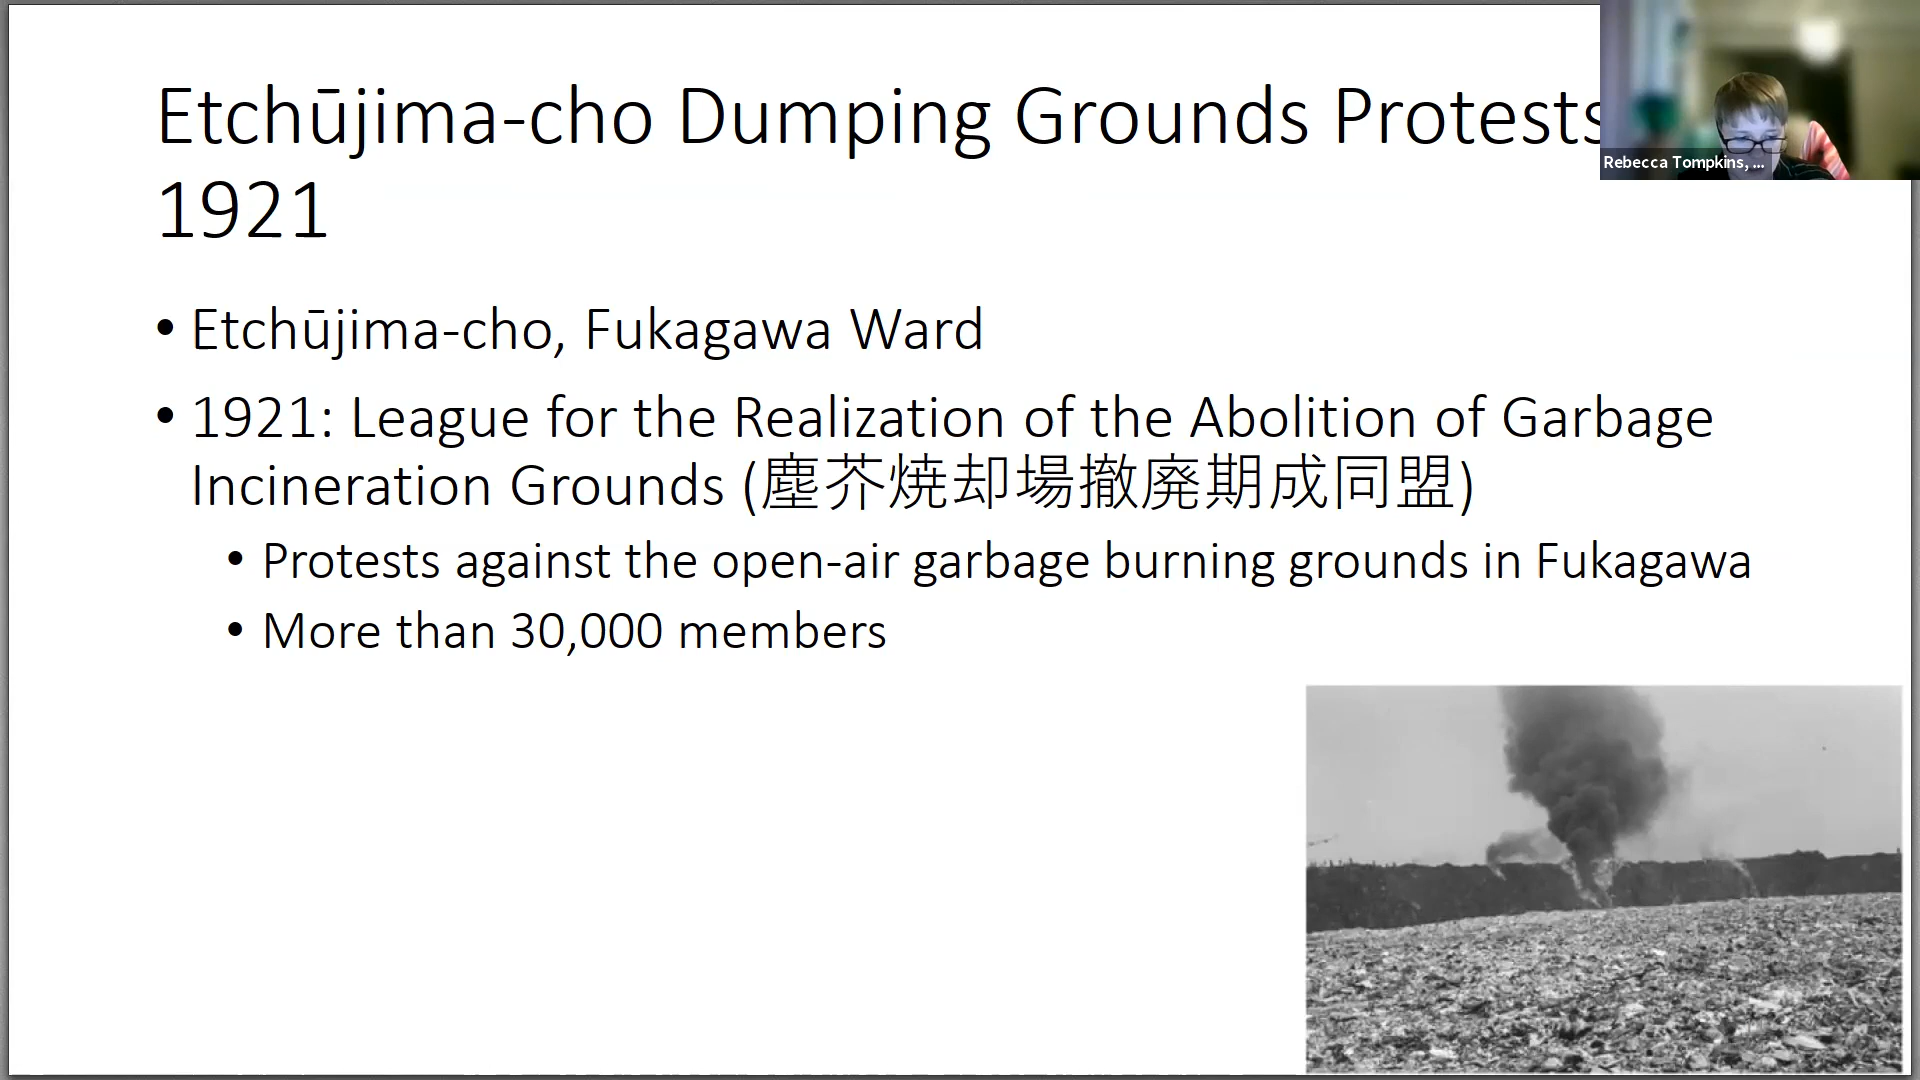 Etchūjima-cho Dumping Grounds Protests
1921
• Etchūjima-cho, Fukagawa Ward
• 1921: League for the Realization of the Abolition of Garbage
Incineration Grounds (塵芥焼却場撤廃期成同盟)
• Protests against the open-air garbage burning grounds in Fukagawa
• More than 30,000 members
Rebecca Tompkins, ...